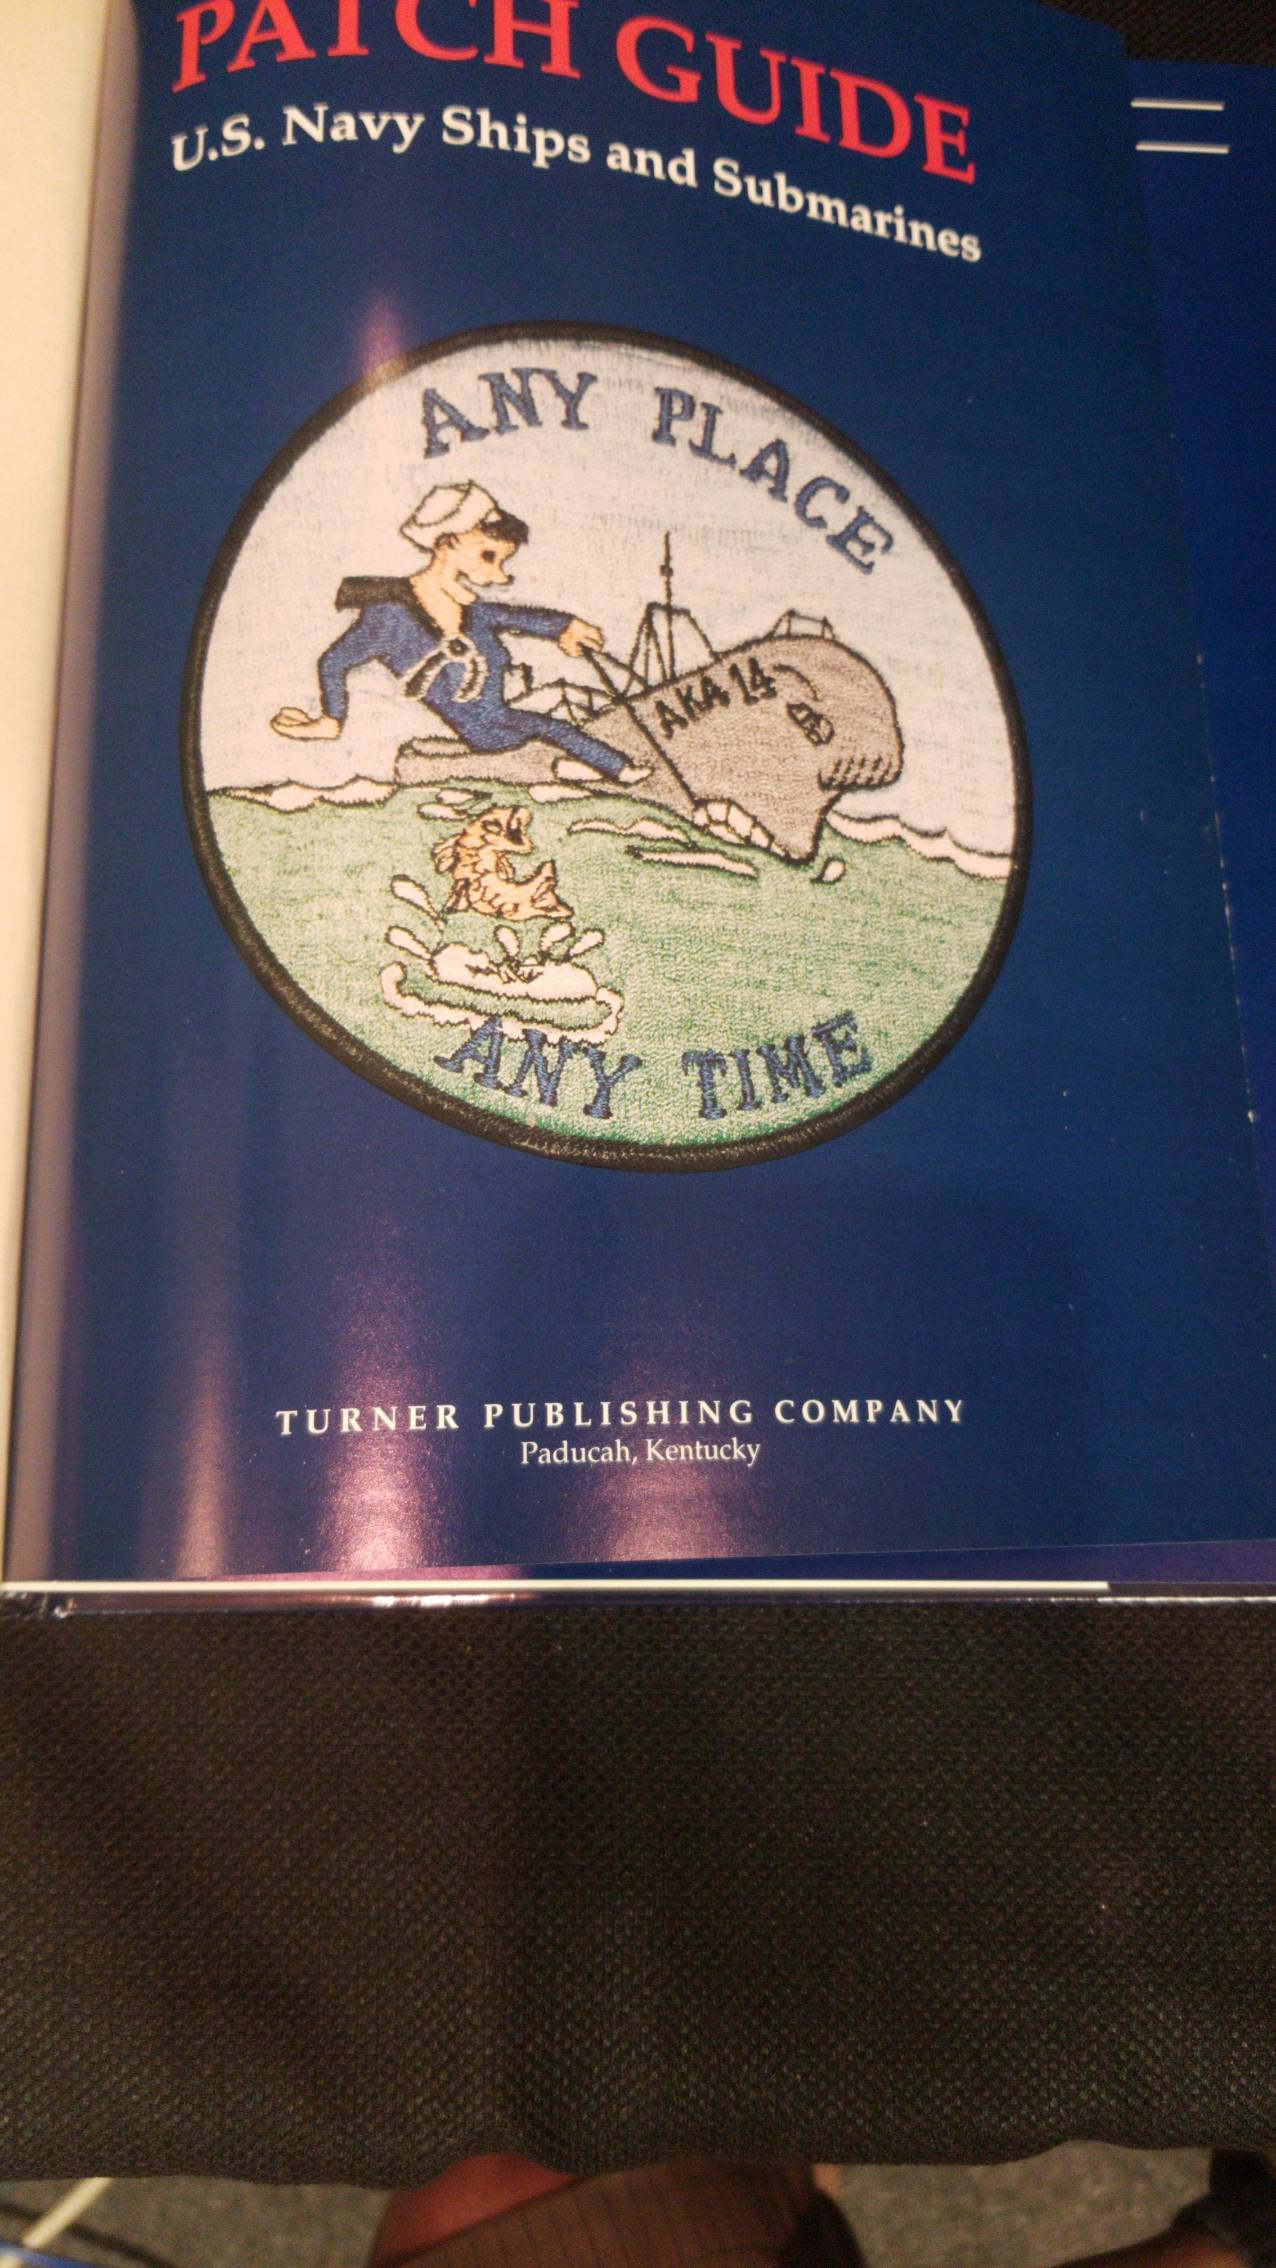 PATCH GUIDE
U.S. Navy Ships and Submarines
ANY PLACE
AKA 14
ANY TIME
TURNER PUBLISHING COMPANY
Paducah, Kentucky